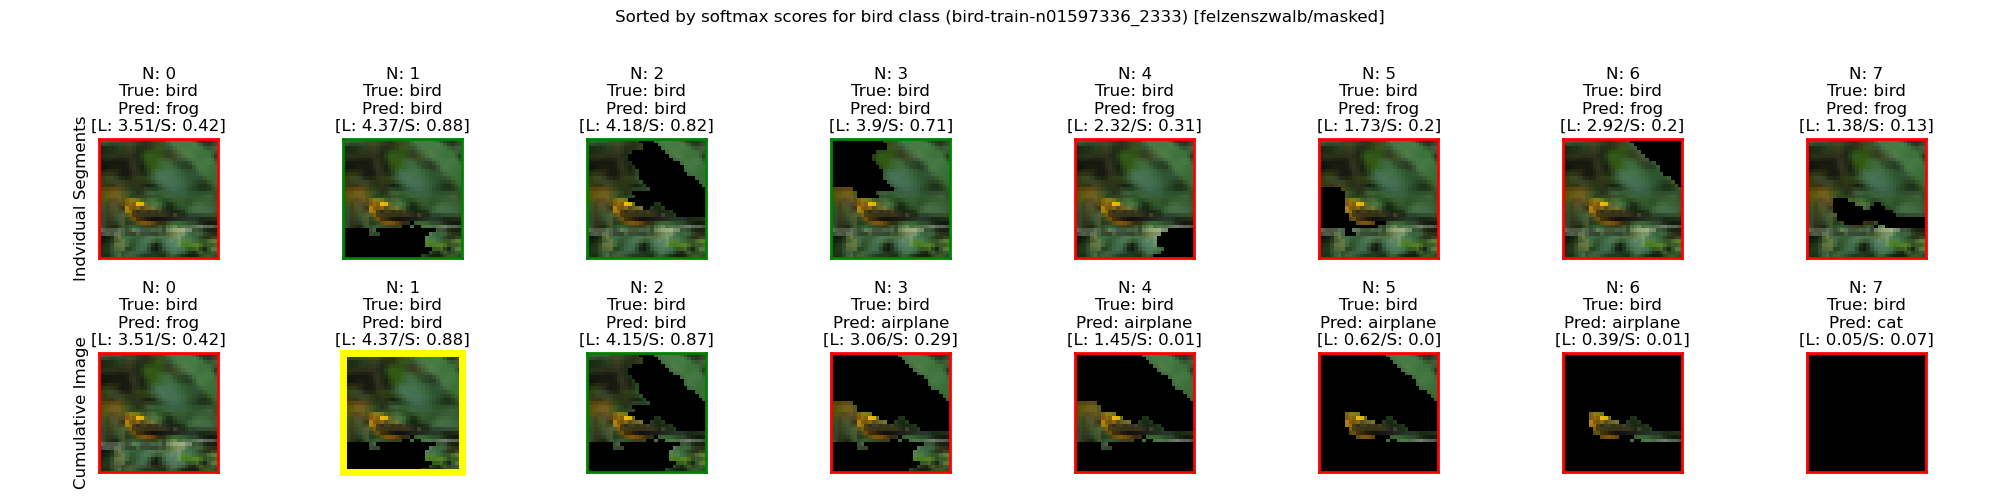 Sorted by softmax scores for bird class (bird-train-n01597336_2333) [felzenszwalb/masked]
Indvidual Segments
N: 0
True: bird
Pred: frog
[L: 3.51/S: 0.42]
N: 1
True: bird
Pred: bird
[L: 4.37/S: 0.88]
N: 2
True: bird
Pred: bird
[L: 4.18/S: 0.82]
N: 3
True: bird
Pred: bird
[L: 3.9/S: 0.71]
N: 4
True: bird
Pred: frog
[L: 2.32/S: 0.31]
N: 5
True: bird
Pred: frog
[L: 1.73/S: 0.2]
N: 6
True: bird
Pred: frog
[L: 2.92/S: 0.2]
N: 7
True: bird
Pred: frog
[L: 1.38/S: 0.13]
Cumulative Image
N: 0
True: bird
Pred: frog
[L: 3.51/S: 0.42]
N: 1
True: bird
Pred: bird
[L: 4.37/S: 0.88]
N: 2
True: bird
Pred: bird
[L: 4.15/S: 0.87]
N: 3
True: bird
Pred: airplane
[L: 3.06/S: 0.29]
N: 4
True: bird
Pred: airplane
[L: 1.45/S: 0.01]
N: 5
True: bird
Pred: airplane
[L: 0.62/S: 0.0]
N: 6
True: bird
Pred: airplane
[L: 0.39/S: 0.01]
N: 7
True: bird
Pred: cat
[L: 0.05/S: 0.07]